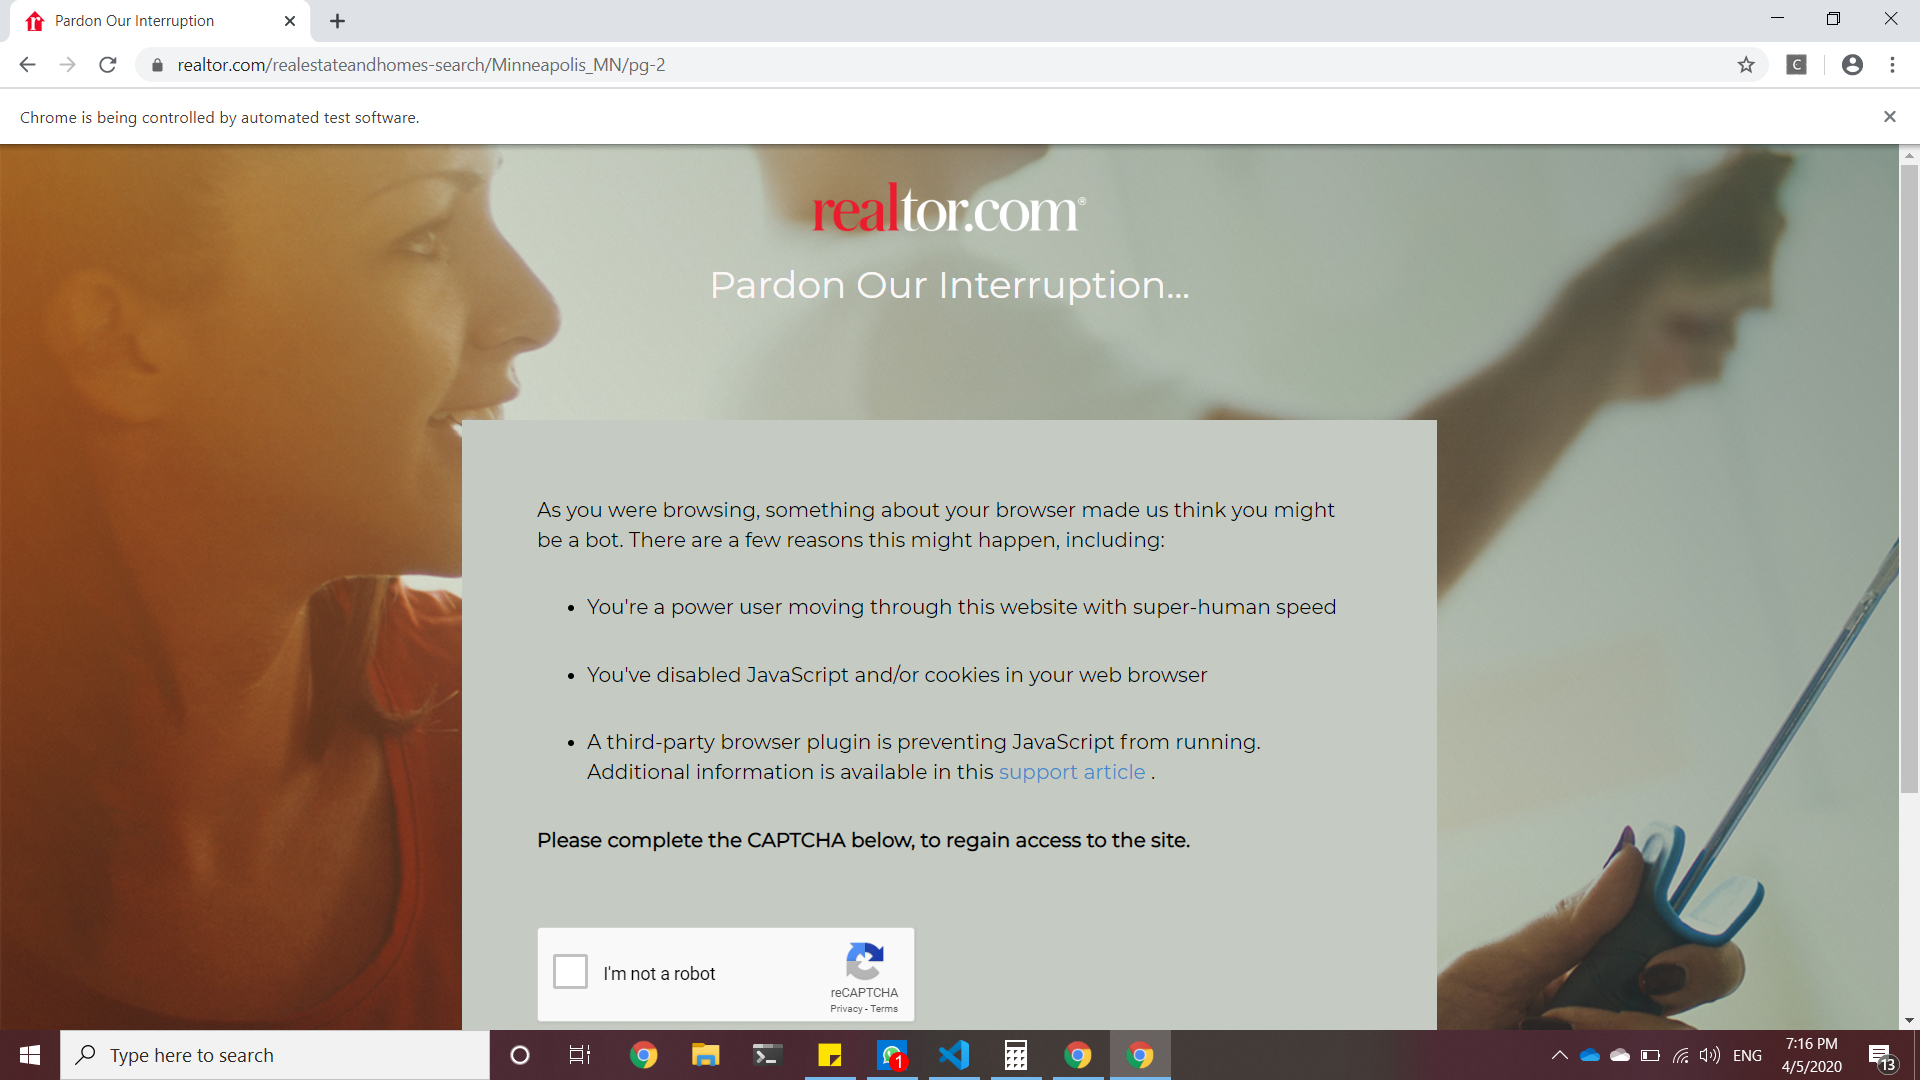 Pardon Our Interruption
realtor.com/realestateandhomes-search/Minneapolis_MN/pg-2
C
Chrome is being controlled by automated test software.
realtor.com®
Pardon Our Interruption...
As you were browsing, something about your browser made us think you might
be a bot. There are a few reasons this might happen, including:
• You're a power user moving through this website with super-human speed
• You've disabled JavaScript and/or cookies in your web browser
• A third-party browser plugin is preventing JavaScript from running.
Additional information is available in this support article .
Please complete the CAPTCHA below, to regain access to the site.
I'm not a robot
reCAPTCHA
Privacy - Terms
Type here to search
1
ENG
7:16 PM
4/5/2020
13